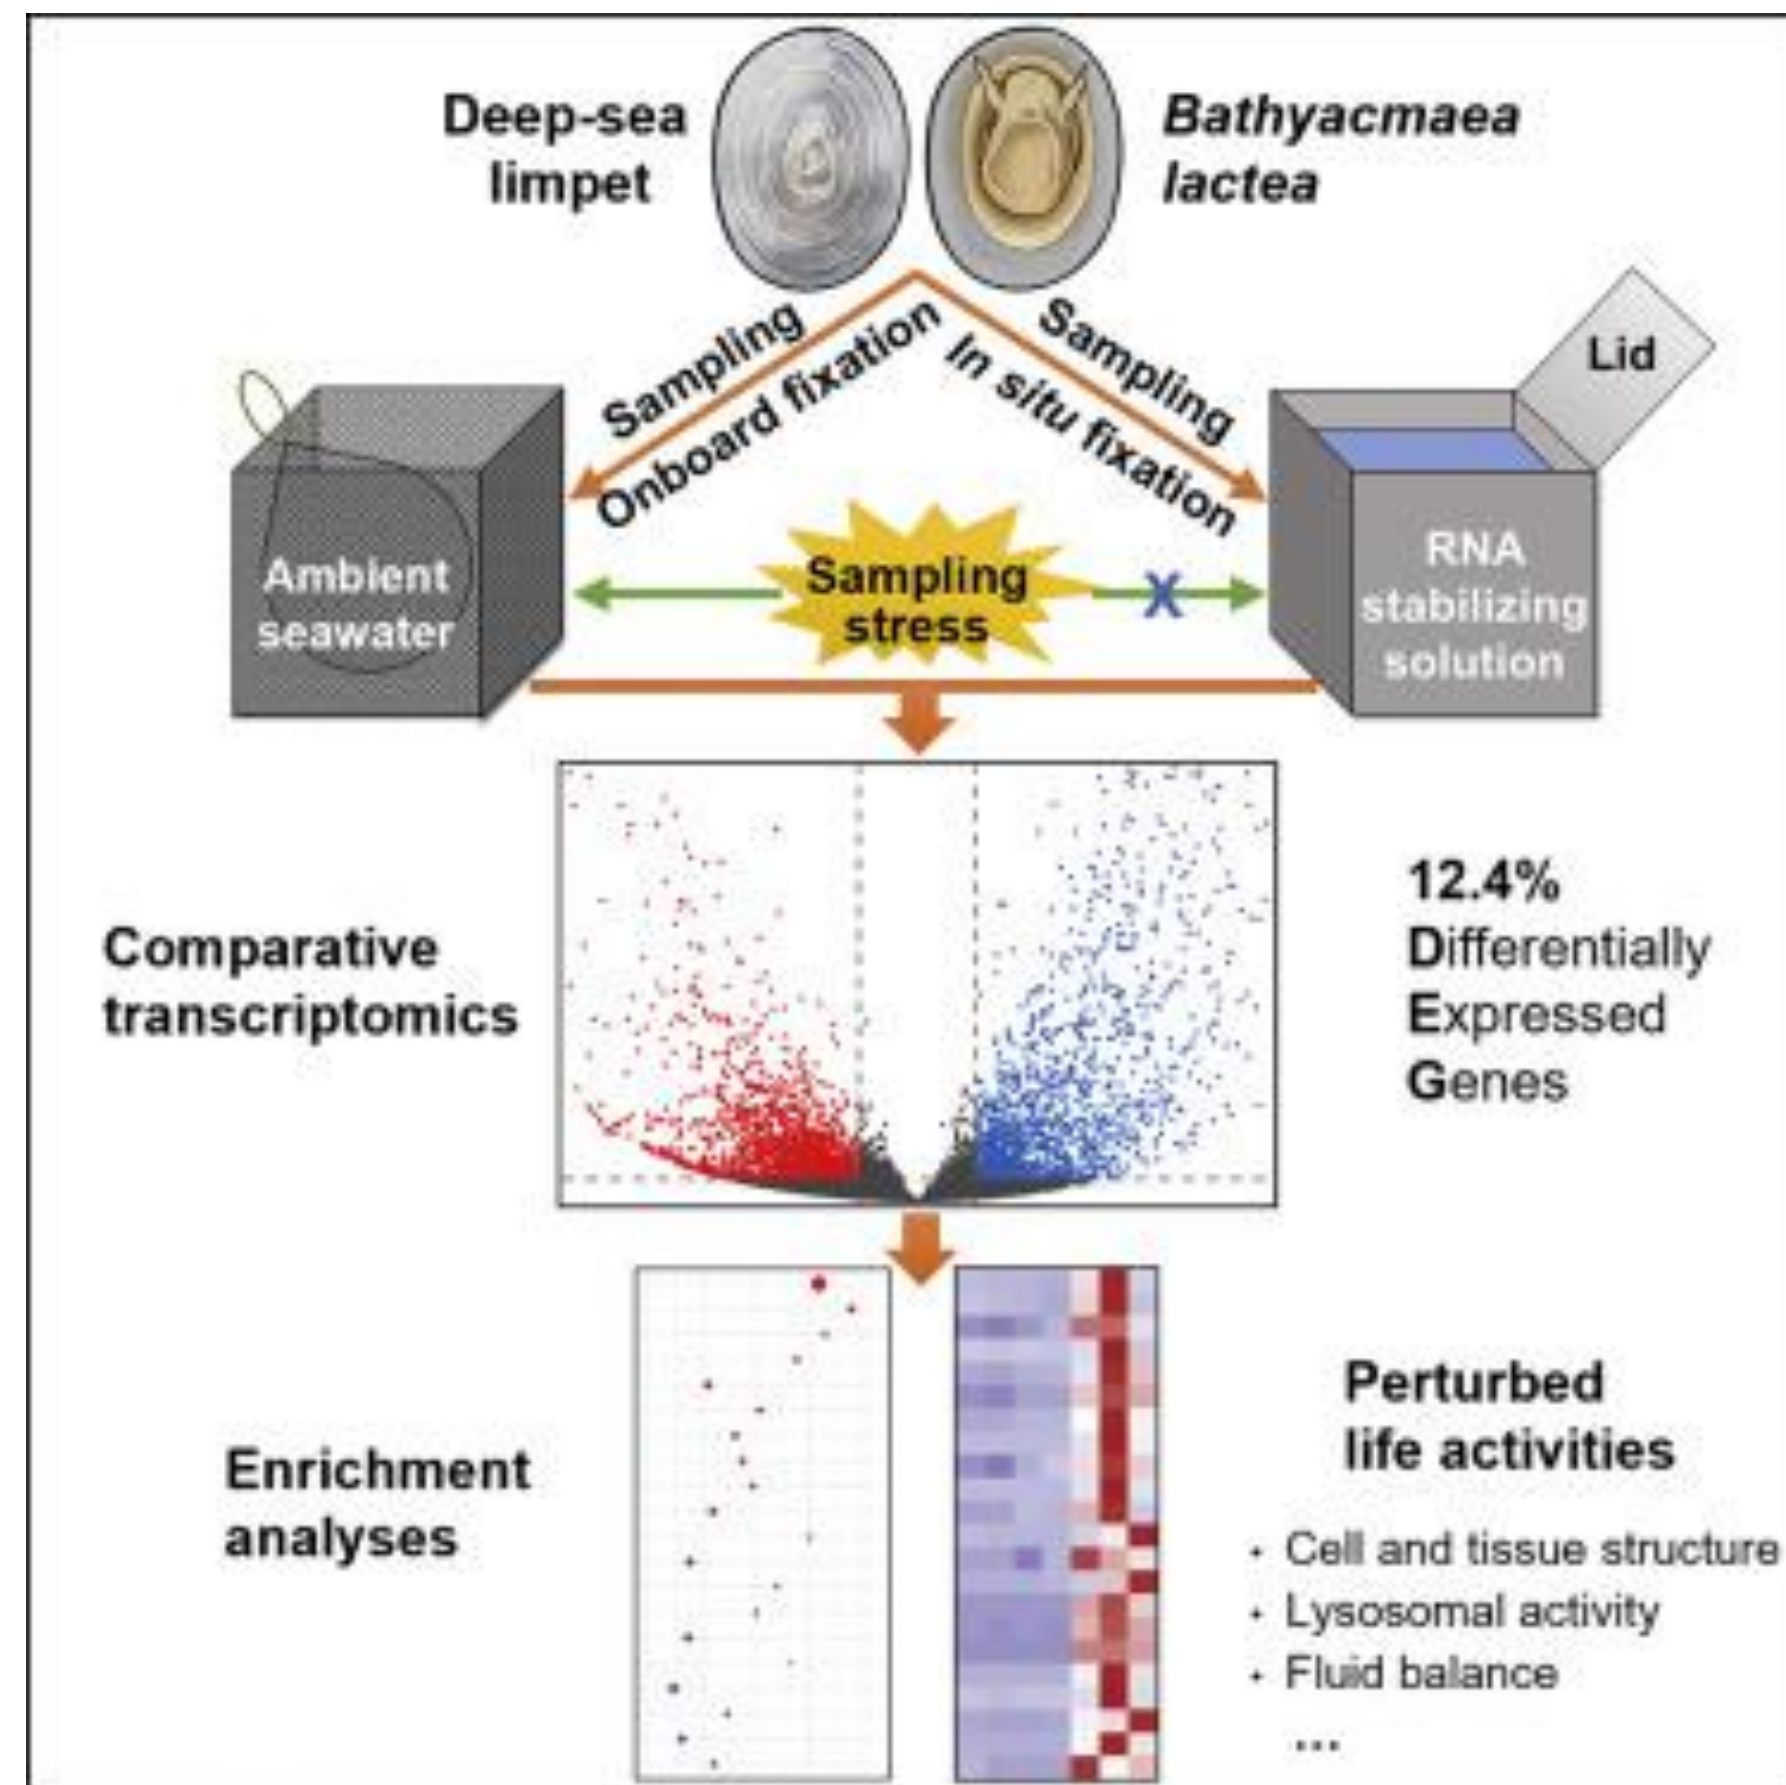 Deep-sea
limpet
Bathyacmaea
lactea
Sampling
Onboard fixation
Sampling
In situ fixation
Lid
Ambient
seawater
Sampling
stress
X
RNA
stabilizing
solution
Comparative
transcriptomics
12.4%
Differentially
Expressed
Genes
Enrichment
analyses
Perturbed
life activities
· Cell and tissue structure
· Lysosomal activity
· Fluid balance
...